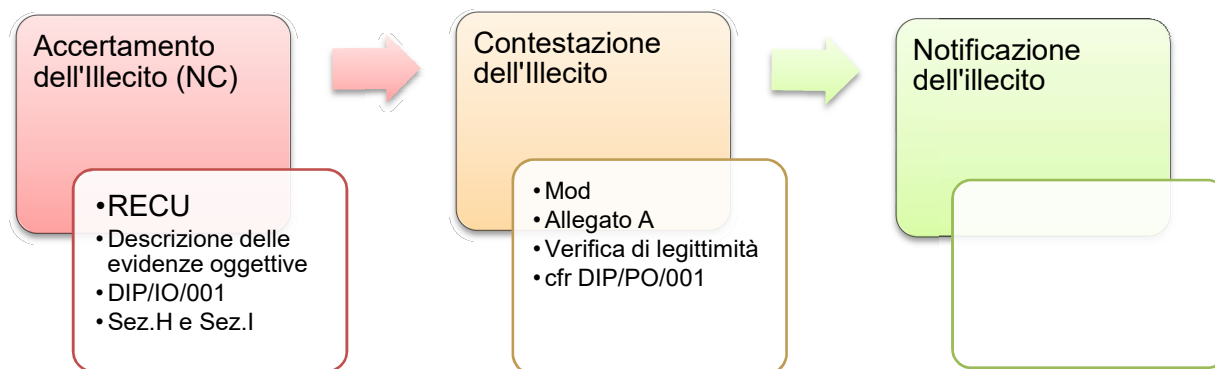 Accertamento
dell'Illecito (NC)
•RECU
•Descrizione delle
evidenze oggettive
•DIP/IO/001
•Sez.H e Sez.I
Contestazione
dell'Illecito
•Mod
•Allegato A
•Verifica di legittimità
•cfr DIP/PO/001
Notificazione
dell'illecito